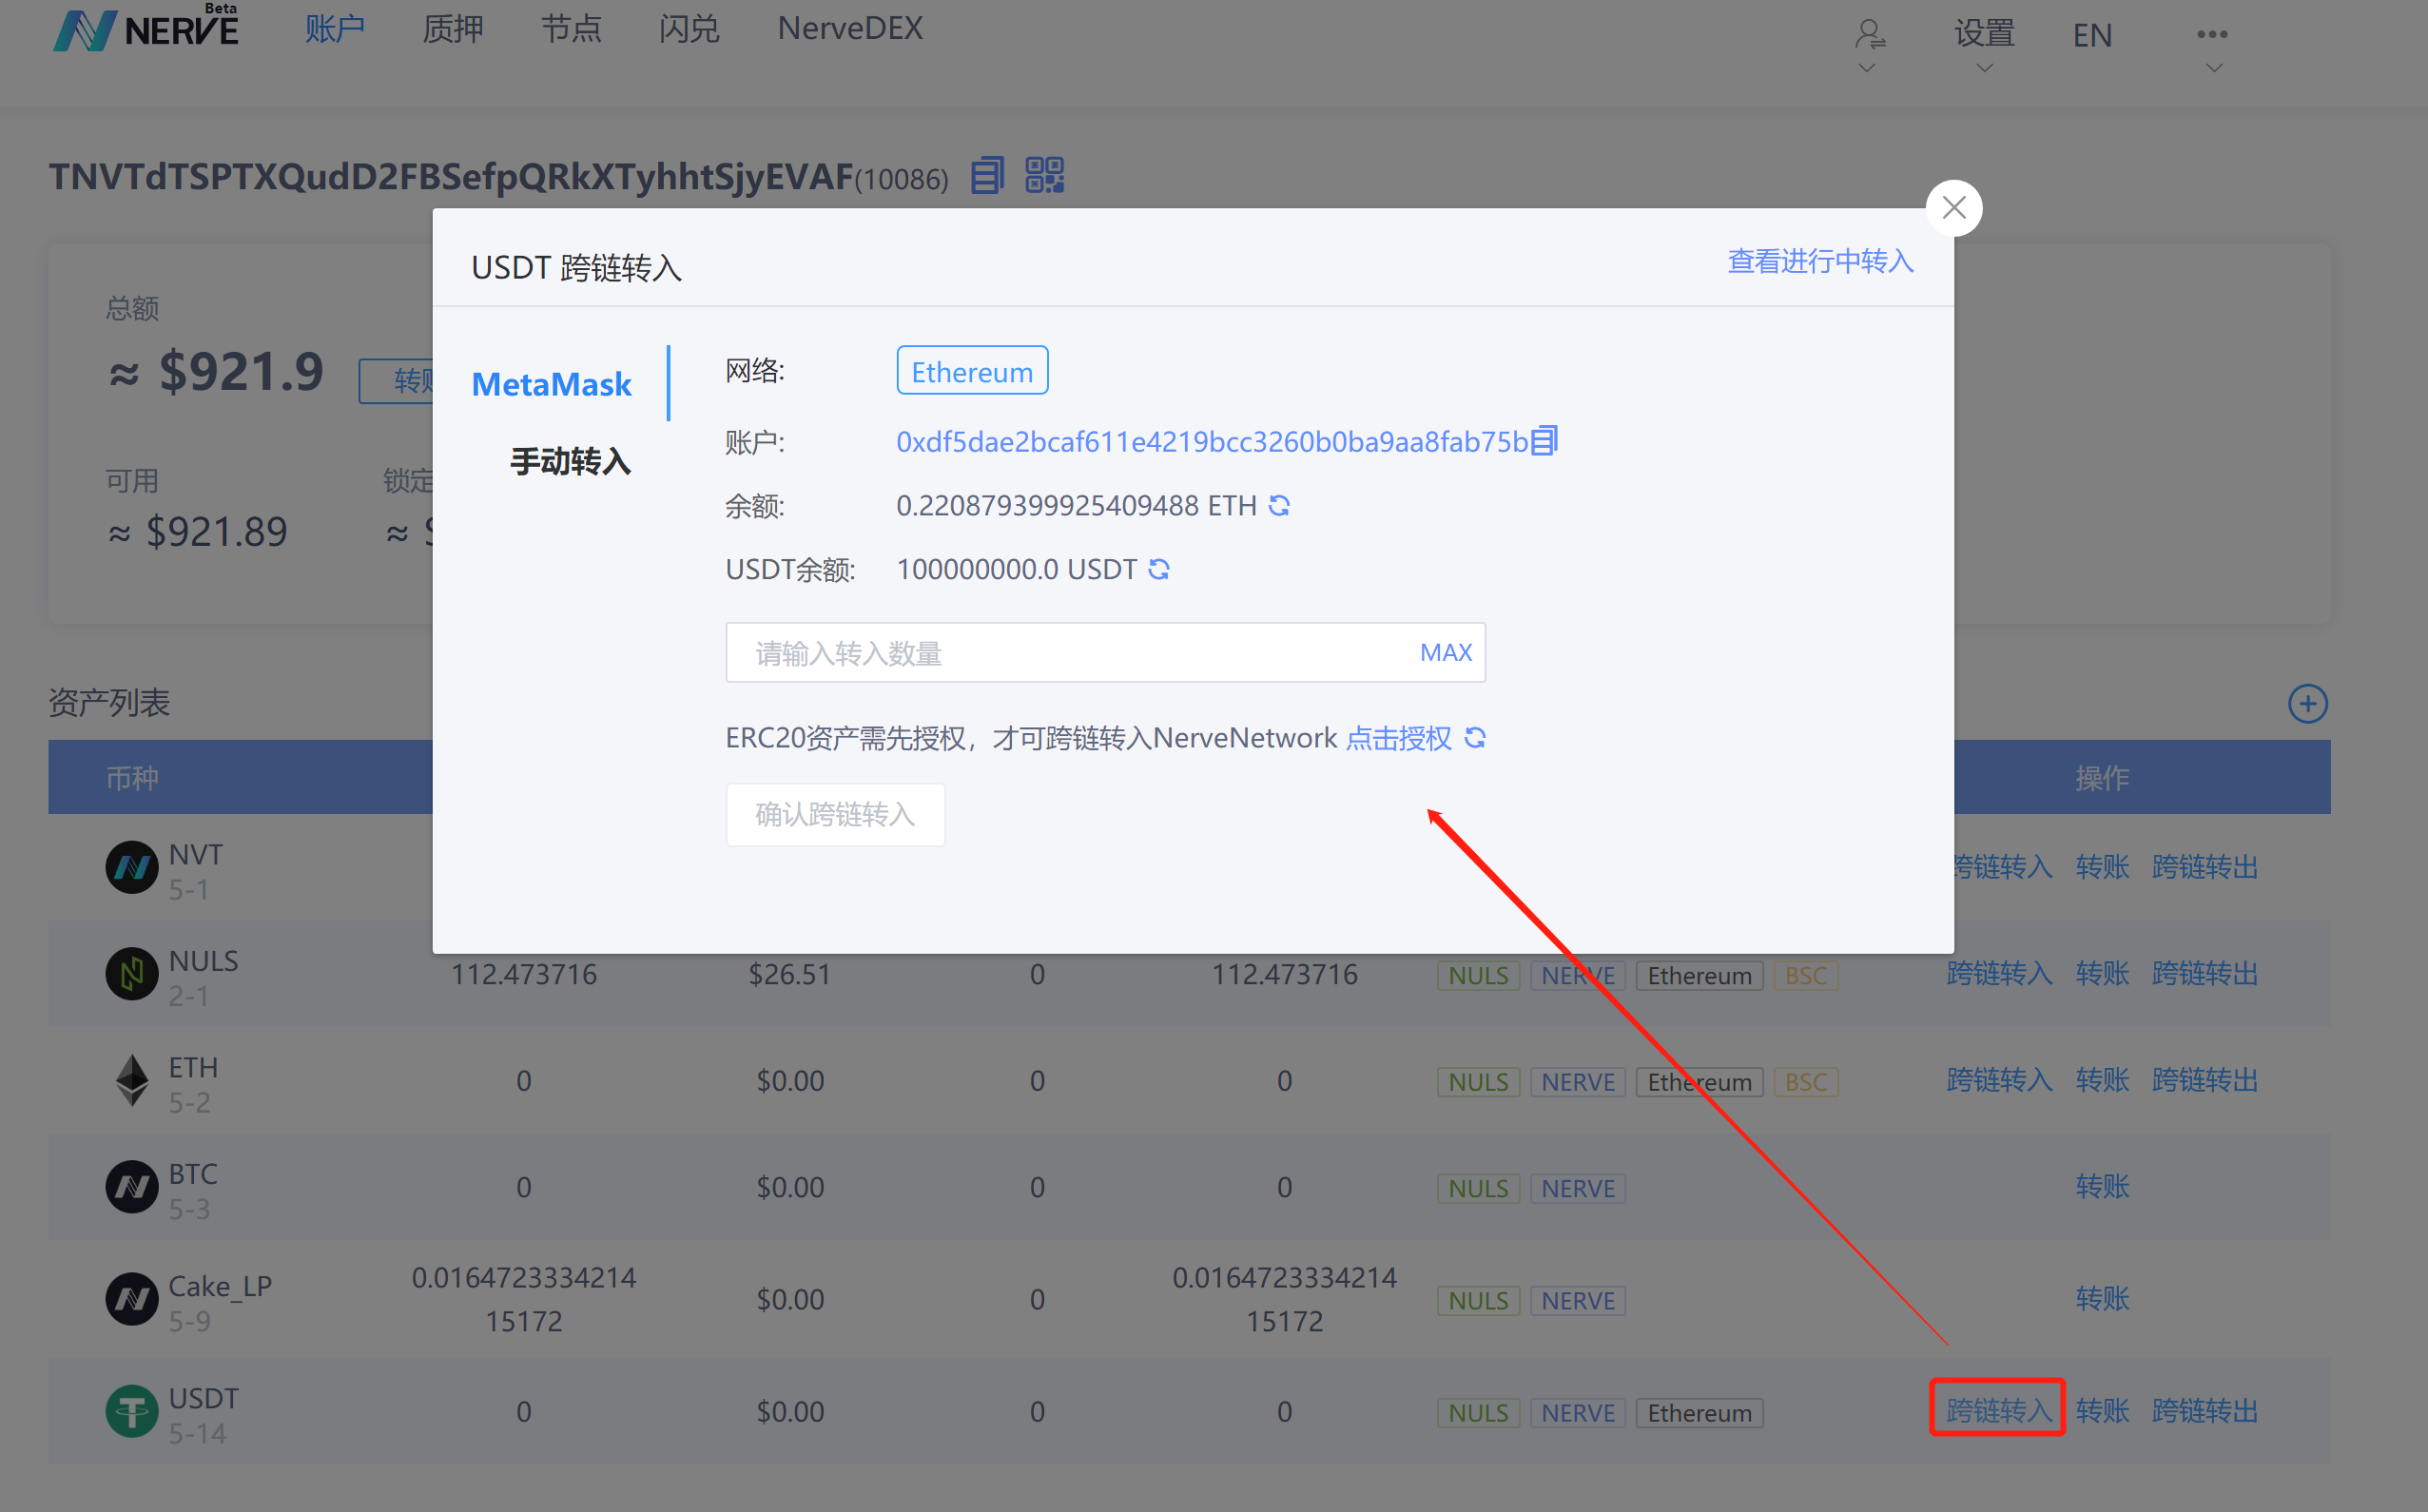 Beta
NERVE 账户 质押 节点 闪兑 NerveDEX 设置 EN
TNVTdTSPTXQudD2FBSefpQRkXTyhhtSjyEVAF(10086)
USDT 跨链转入 查看进行中转入
总额
≈ $921.9
可用 锁定
≈ $921.89 ≈
MetaMask
手动转入
网络: Ethereum
账户: 0xdf5dae2bcaf611e4219bcc3260b0ba9aa8fab75b
余额: 0.220879399925409488 ETH
USDT余额: 100000000.0 USDT
请输入转入数量 MAX
ERC20资产需先授权，才可跨链转入NerveNetwork 点击授权
确认跨链转入
资产列表
币种 操作
NVT 跨链转入 转账 跨链转出
5-1
NULS 112.473716 $26.51 0 112.473716 NULS NERVE Ethereum BSC 跨链转入 转账 跨链转出
2-1
ETH 0 $0.00 0 0 NULS NERVE Ethereum BSC 跨链转入 转账 跨链转出
5-2
BTC 0 $0.00 0 0 NULS NERVE 转账
5-3
Cake_LP 0.0164723334214 $0.00 0 0.0164723334214 NULS NERVE 转账
5-9 15172 15172
USDT 0 $0.00 0 0 NULS NERVE Ethereum 跨链转入 转账 跨链转出
5-14